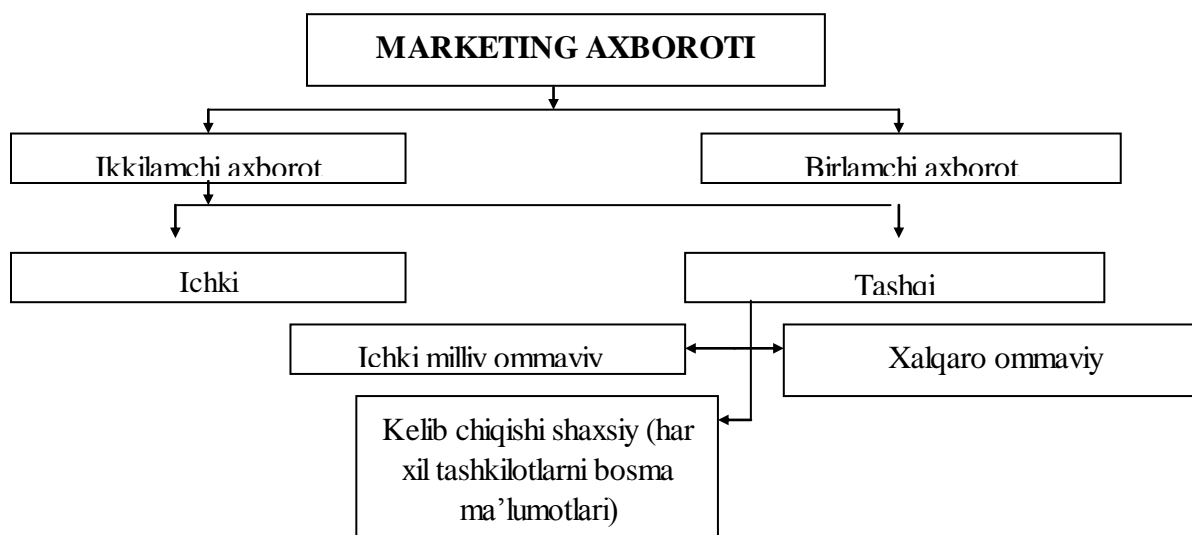 MARKETING AXBOROTI
Ikkilamchi axborot
Birlamchi axborot
Ichki
Tashqi
Ichki milliy ommaviy
Xalqaro ommaviy
Kelib chiqishi shaxsiy (har
xil tashkilotlarni bosma
ma’lumotlari)